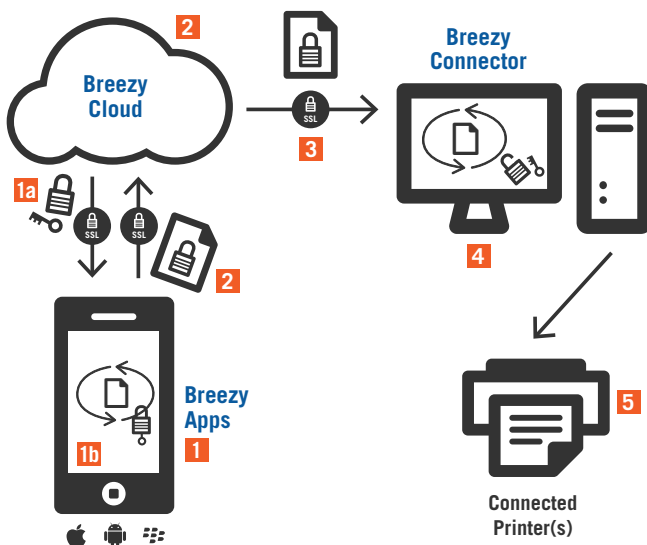 2
Breezy
Cloud
SSL
3
Breezy
Connector
4
1a
SSL
SSL
2
1b
Breezy
Apps
1
5
Connected
Printer(s)